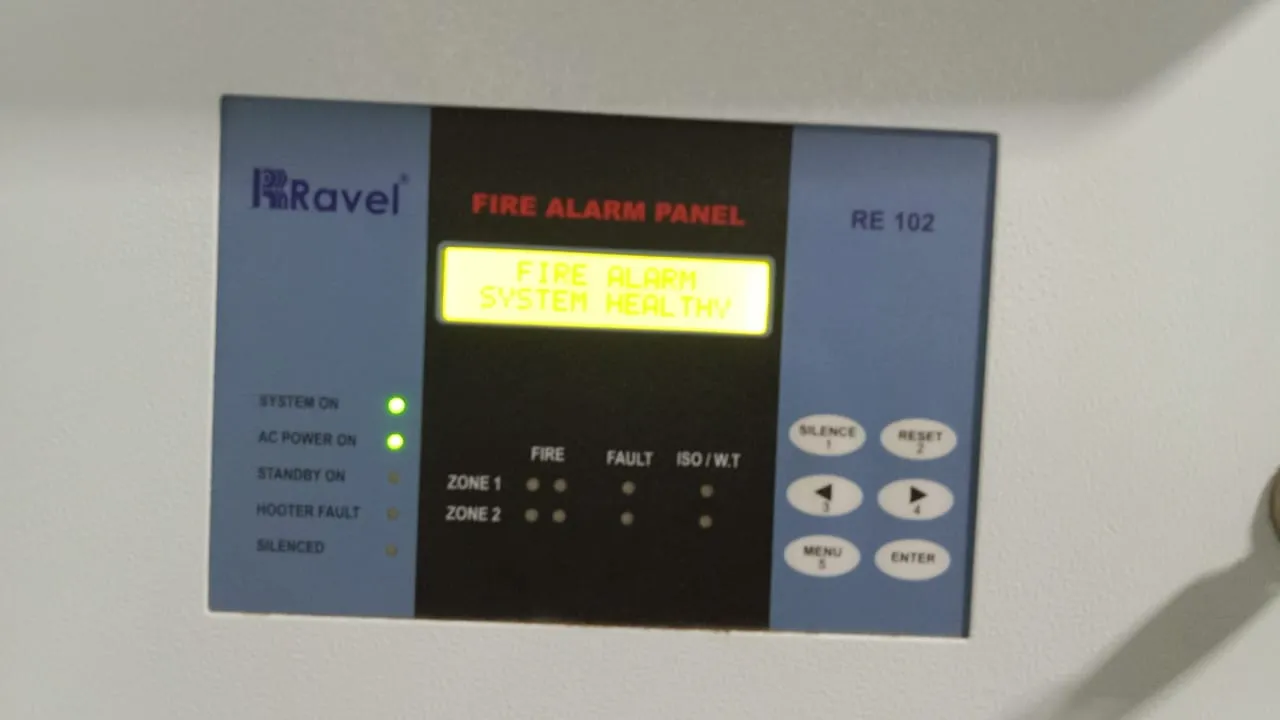 Ravel®
FIRE ALARM PANEL
RE 102
FIRE ALARM
SYSTEM HEALTHY
SYSTEM ON
AC POWER ON
STANDBY ON
HOOTER FAULT
SILENCED
FIRE FAULT ISO / W.T
ZONE 1
ZONE 2
SILENCE RESET
1 2
◀ ▶
3 4
MENU ENTER
5